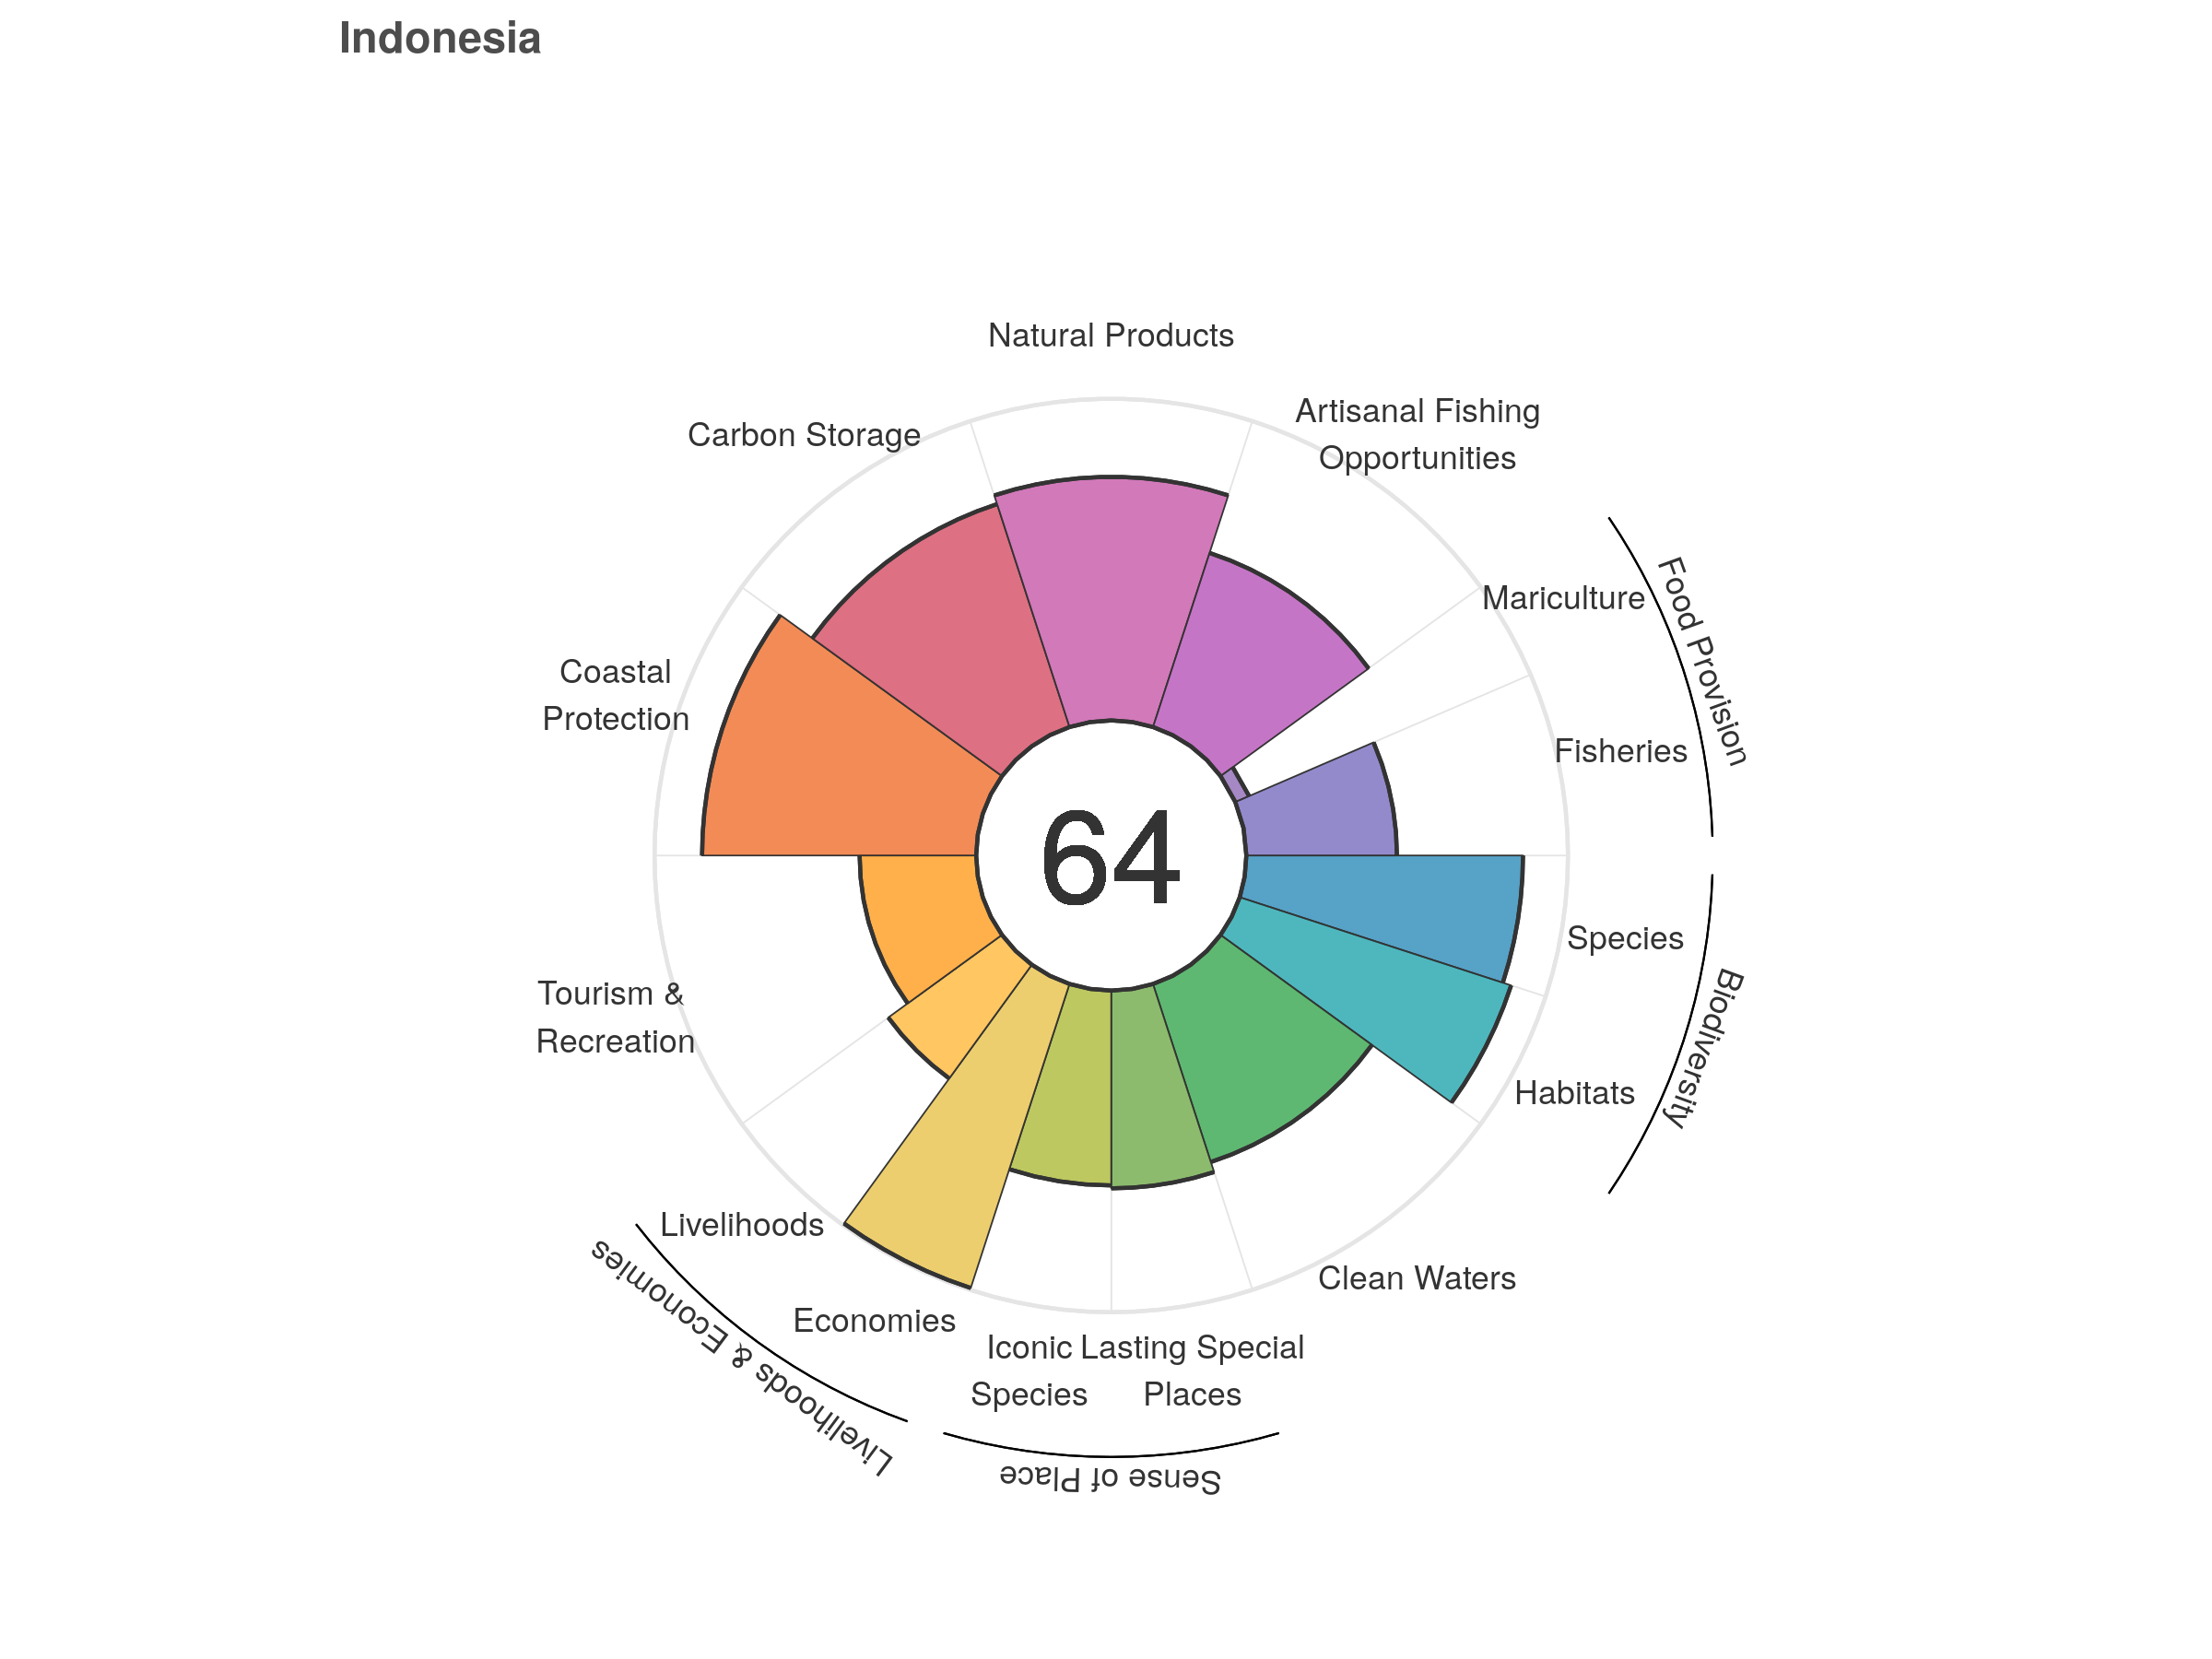 Indonesia
Natural Products
Artisanal Fishing
Opportunities
Carbon Storage
Mariculture
Food Provision
Coastal
Protection
Fisheries
64
Species
Biodiversity
Tourism &
Recreation
Habitats
Livelihoods
Clean Waters
Economies
Livelihoods & Economies
Iconic
Species
Lasting Special
Places
Sense of Place